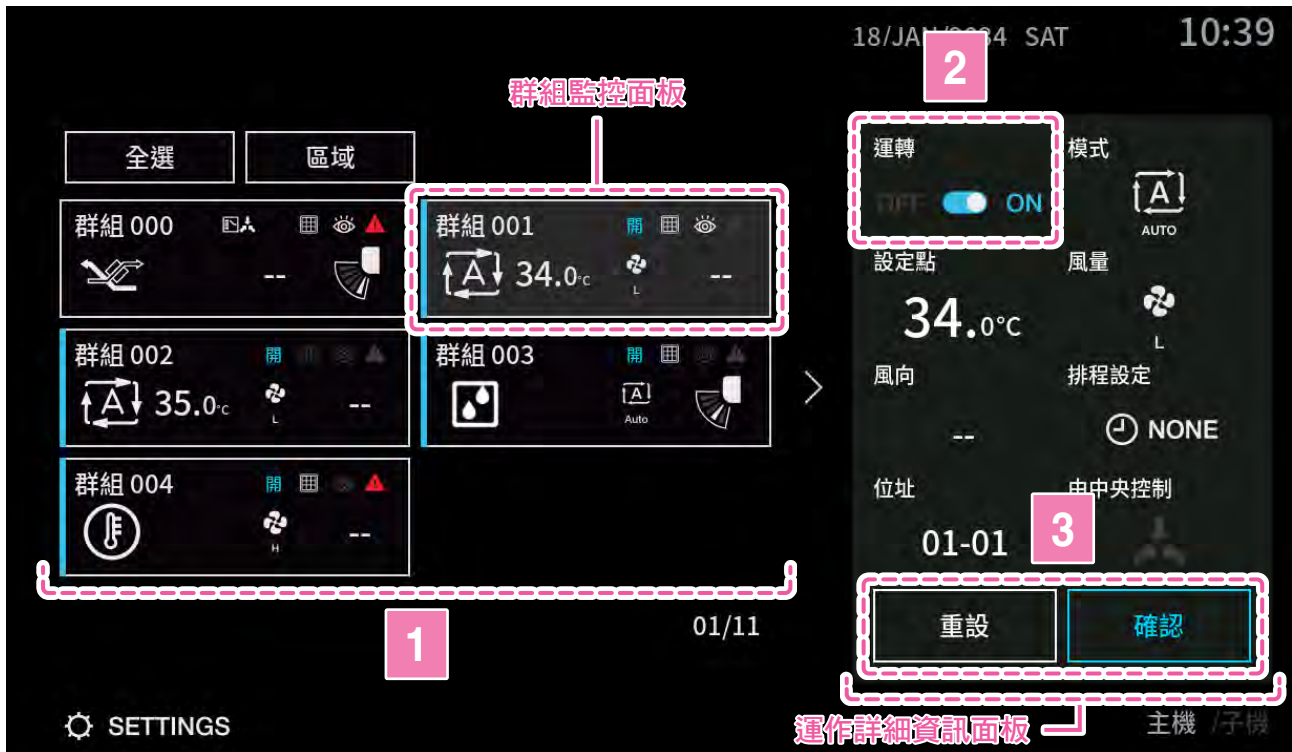 18/JAN/2034 SAT 10:39
2
群組監控面板
全選 區域
運轉 模式
OFF ON
AUTO
群組 000
--
群組 001 開
A 34.0°C L --
設定點 風量
34.0°C
L
群組 002 開
A 35.0°C L --
群組 003 開
A Auto
風向 排程設定
-- NONE
群組 004 開
H --
位址 由中央控制
01-01
3
重設 確認
1
01/11
運作詳細資訊面板
SETTINGS
主機 /子機